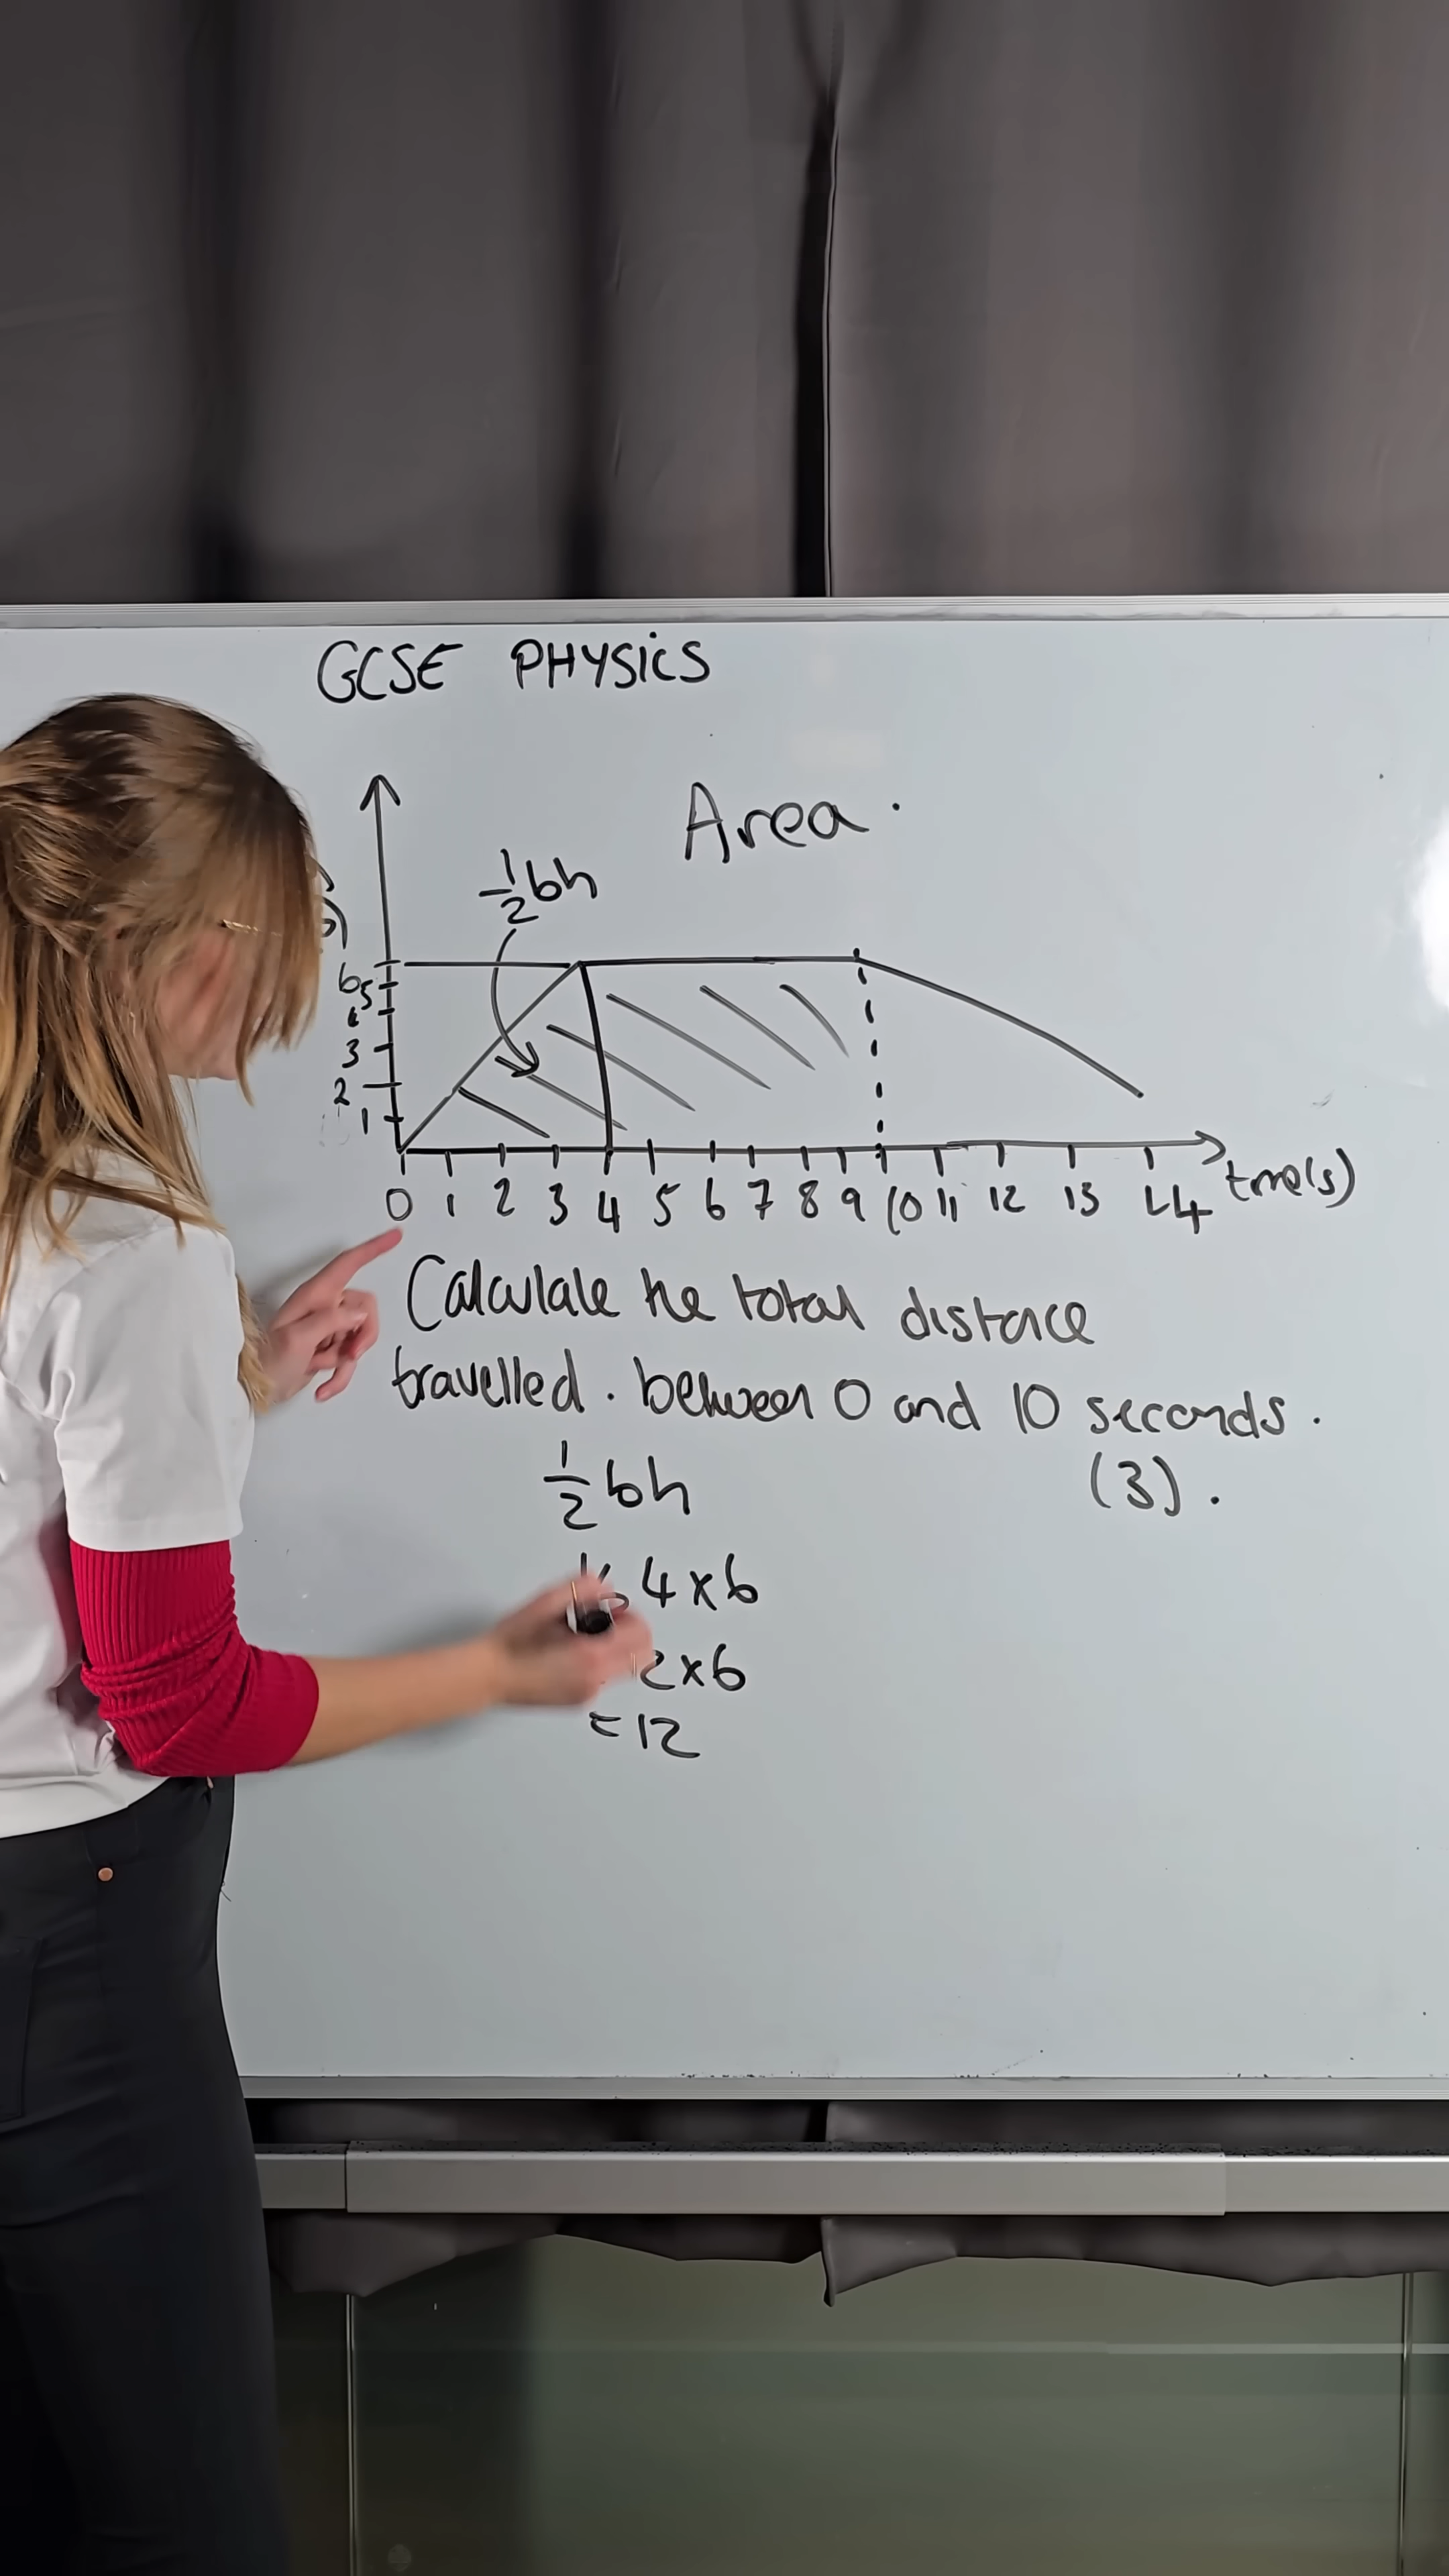 GCSE PHYSICS
Area.
½bh
6
5
3
2
1
0 1 2 3 4 5 6 7 8 9 10 11 12 13 14 time(s)
Calculate the total distance
travelled. between 0 and 10 seconds.
(3).
½bh
4x6
2x6
=12